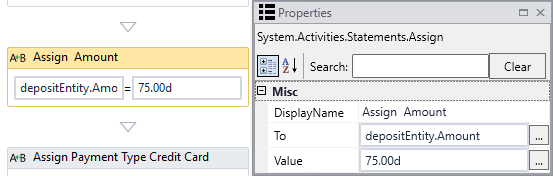 A+B Assign Amount
depositEntity.Amo = 75.00d
A+B Assign Payment Type Credit Card
Properties
System.Activities.Statements.Assign
A Z Search: Clear
Misc
DisplayName Assign Amount
To depositEntity.Amount ...
Value 75.00d ...